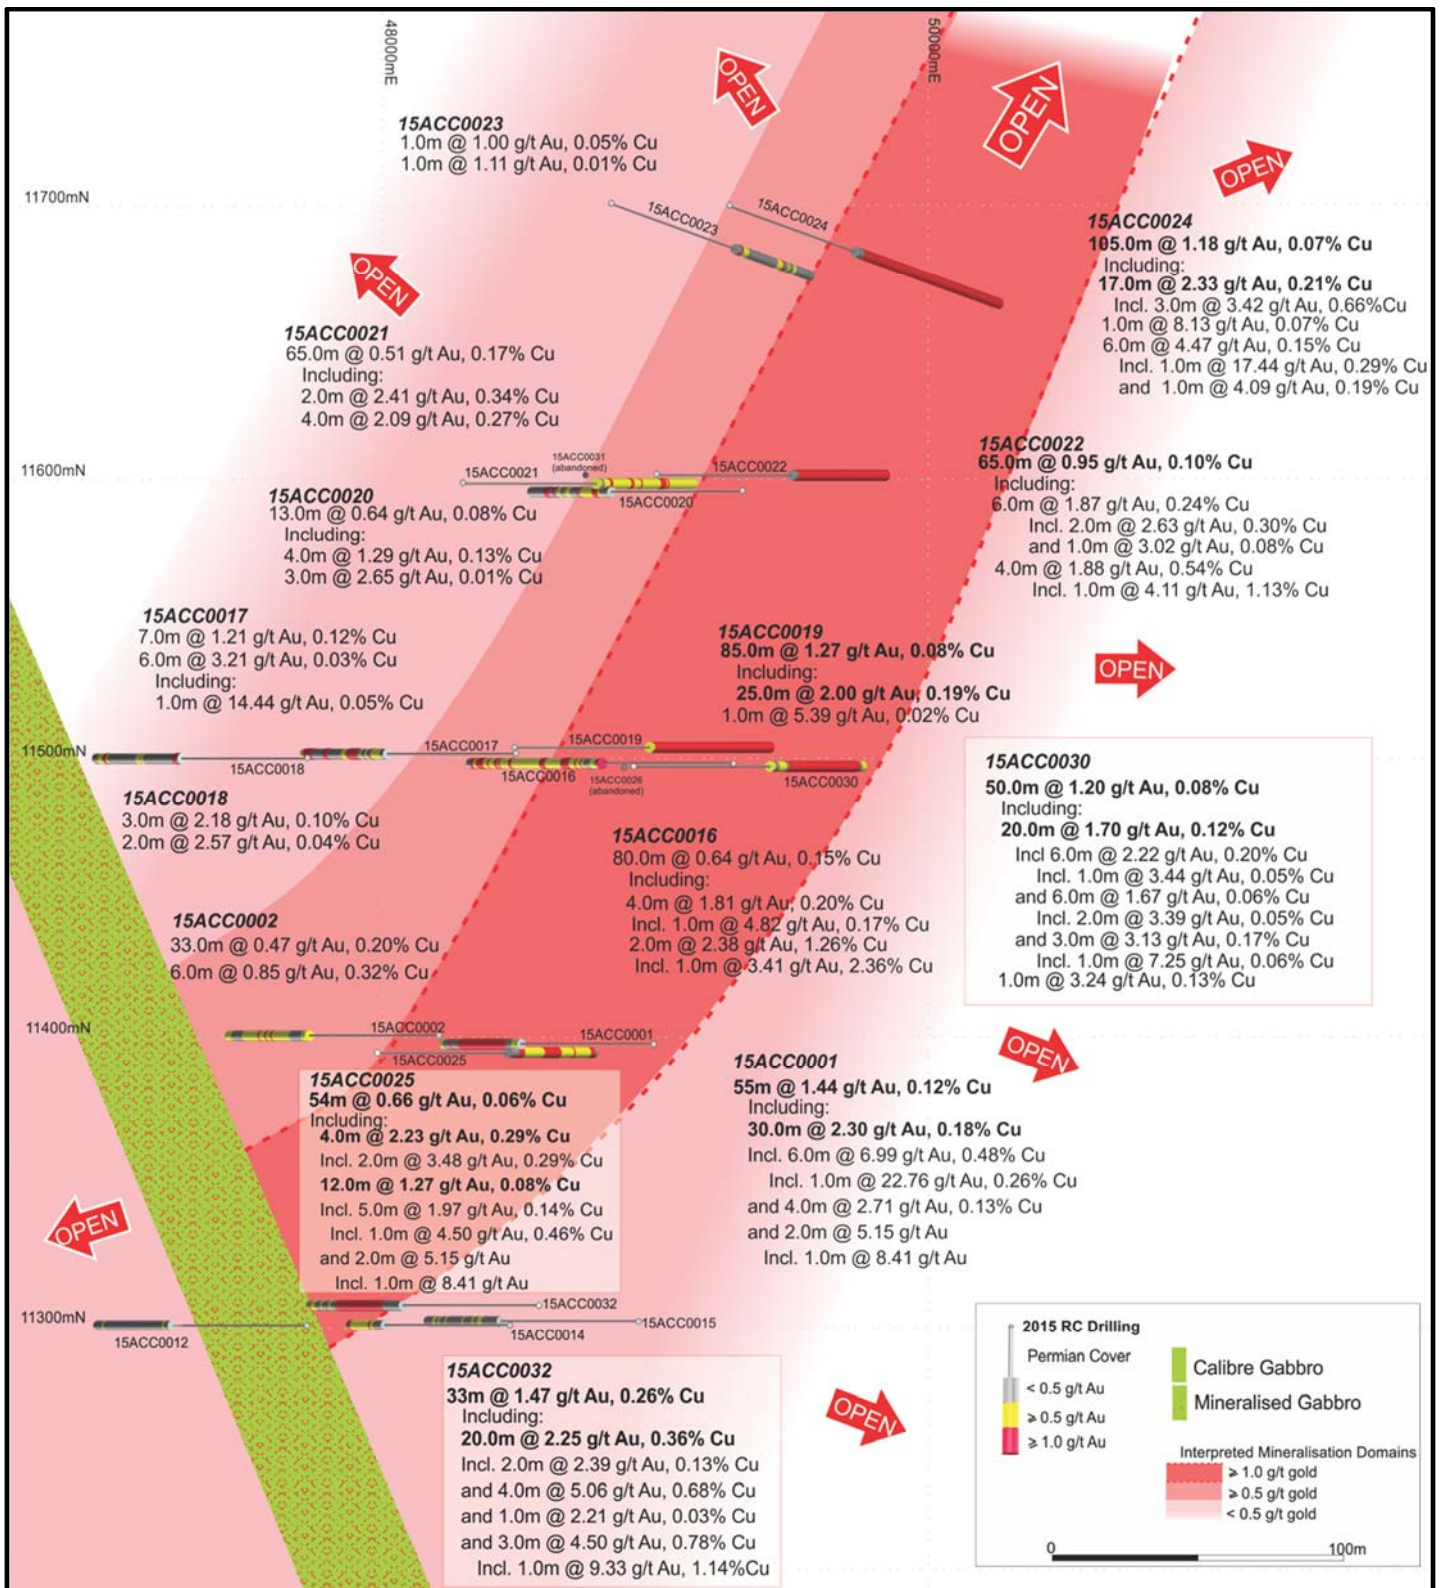 48000mE
50000mE
OPEN
OPEN
OPEN
OPEN
15ACC0023
1.0m @ 1.00 g/t Au, 0.05% Cu
1.0m @ 1.11 g/t Au, 0.01% Cu
11700mN
15ACC0023
15ACC0024
15ACC0024
105.0m @ 1.18 g/t Au, 0.07% Cu
Including:
17.0m @ 2.33 g/t Au, 0.21% Cu
Incl. 3.0m @ 3.42 g/t Au, 0.66%Cu
1.0m @ 8.13 g/t Au, 0.07% Cu
6.0m @ 4.47 g/t Au, 0.15% Cu
Incl. 1.0m @ 17.44 g/t Au, 0.29% Cu
and 1.0m @ 4.09 g/t Au, 0.19% Cu
15ACC0021
65.0m @ 0.51 g/t Au, 0.17% Cu
Including:
2.0m @ 2.41 g/t Au, 0.34% Cu
4.0m @ 2.09 g/t Au, 0.27% Cu
15ACC0022
65.0m @ 0.95 g/t Au, 0.10% Cu
Including:
6.0m @ 1.87 g/t Au, 0.24% Cu
Incl. 2.0m @ 2.63 g/t Au, 0.30% Cu
and 1.0m @ 3.02 g/t Au, 0.08% Cu
4.0m @ 1.88 g/t Au, 0.54% Cu
Incl. 1.0m @ 4.11 g/t Au, 1.13% Cu
11600mN
15ACC0021
15ACC0031
(abandoned)
15ACC0022
15ACC0020
15ACC0020
13.0m @ 0.64 g/t Au, 0.08% Cu
Including:
4.0m @ 1.29 g/t Au, 0.13% Cu
3.0m @ 2.65 g/t Au, 0.01% Cu
15ACC0017
7.0m @ 1.21 g/t Au, 0.12% Cu
6.0m @ 3.21 g/t Au, 0.03% Cu
Including:
1.0m @ 14.44 g/t Au, 0.05% Cu
15ACC0019
85.0m @ 1.27 g/t Au, 0.08% Cu
Including:
25.0m @ 2.00 g/t Au, 0.19% Cu
1.0m @ 5.39 g/t Au, 0.02% Cu
OPEN
11500mN
15ACC0018
15ACC0017
15ACC0019
15ACC0016
15ACC0026
(abandoned)
15ACC0030
15ACC0030
50.0m @ 1.20 g/t Au, 0.08% Cu
Including:
20.0m @ 1.70 g/t Au, 0.12% Cu
Incl 6.0m @ 2.22 g/t Au, 0.20% Cu
Incl. 1.0m @ 3.44 g/t Au, 0.05% Cu
and 6.0m @ 1.67 g/t Au, 0.06% Cu
Incl. 2.0m @ 3.39 g/t Au, 0.05% Cu
and 3.0m @ 3.13 g/t Au, 0.17% Cu
Incl. 1.0m @ 7.25 g/t Au, 0.06% Cu
1.0m @ 3.24 g/t Au, 0.13% Cu
15ACC0018
3.0m @ 2.18 g/t Au, 0.10% Cu
2.0m @ 2.57 g/t Au, 0.04% Cu
15ACC0016
80.0m @ 0.64 g/t Au, 0.15% Cu
Including:
4.0m @ 1.81 g/t Au, 0.20% Cu
Incl. 1.0m @ 4.82 g/t Au, 0.17% Cu
2.0m @ 2.38 g/t Au, 1.26% Cu
Incl. 1.0m @ 3.41 g/t Au, 2.36% Cu
15ACC0002
33.0m @ 0.47 g/t Au, 0.20% Cu
6.0m @ 0.85 g/t Au, 0.32% Cu
11400mN
15ACC0002
15ACC0001
15ACC0025
OPEN
15ACC0025
54m @ 0.66 g/t Au, 0.06% Cu
Including:
4.0m @ 2.23 g/t Au, 0.29% Cu
Incl. 2.0m @ 3.48 g/t Au, 0.29% Cu
12.0m @ 1.27 g/t Au, 0.08% Cu
Incl. 5.0m @ 1.97 g/t Au, 0.14% Cu
Incl. 1.0m @ 4.50 g/t Au, 0.46% Cu
and 2.0m @ 5.15 g/t Au
Incl. 1.0m @ 8.41 g/t Au
15ACC0001
55m @ 1.44 g/t Au, 0.12% Cu
Including:
30.0m @ 2.30 g/t Au, 0.18% Cu
Incl. 6.0m @ 6.99 g/t Au, 0.48% Cu
Incl. 1.0m @ 22.76 g/t Au, 0.26% Cu
and 4.0m @ 2.71 g/t Au, 0.13% Cu
and 2.0m @ 5.15 g/t Au
Incl. 1.0m @ 8.41 g/t Au
OPEN
11300mN
15ACC0012
15ACC0032
15ACC0015
15ACC0014
15ACC0032
33m @ 1.47 g/t Au, 0.26% Cu
Including:
20.0m @ 2.25 g/t Au, 0.36% Cu
Incl. 2.0m @ 2.39 g/t Au, 0.13% Cu
and 4.0m @ 5.06 g/t Au, 0.68% Cu
and 1.0m @ 2.21 g/t Au, 0.03% Cu
and 3.0m @ 4.50 g/t Au, 0.78% Cu
Incl. 1.0m @ 9.33 g/t Au, 1.14%Cu
OPEN
2015 RC Drilling
Permian Cover
< 0.5 g/t Au
⩾ 0.5 g/t Au
⩾ 1.0 g/t Au
Calibre Gabbro
Mineralised Gabbro
Interpreted Mineralisation Domains
⩾ 1.0 g/t gold
⩾ 0.5 g/t gold
< 0.5 g/t gold
0
100m